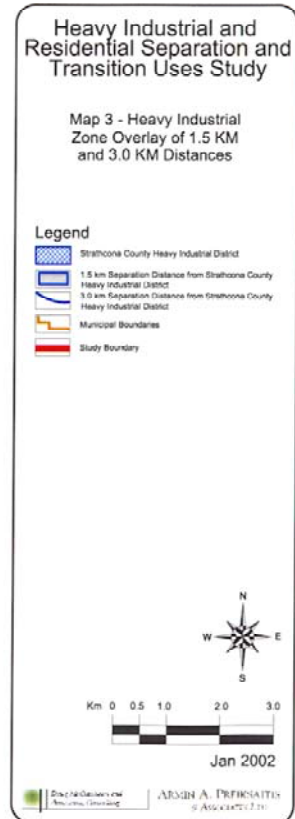 Heavy Industrial and
Residential Separation and
Transition Uses Study
Map 3 - Heavy Industrial
Zone Overlay of 1.5 KM
and 3.0 KM Distances
Legend
Strathcona County Heavy Industrial District
1.5 km Separation Distance from Strathcona County
Heavy Industrial District
3.0 km Separation Distance from Strathcona County
Heavy Industrial District
Municipal Boundaries
Study Boundary
N
W E
S
Km 0 0.5 1.0 2.0 3.0
Jan 2002
ARMIN A. PREIKSAITIS
& ASSOCIATES LTD